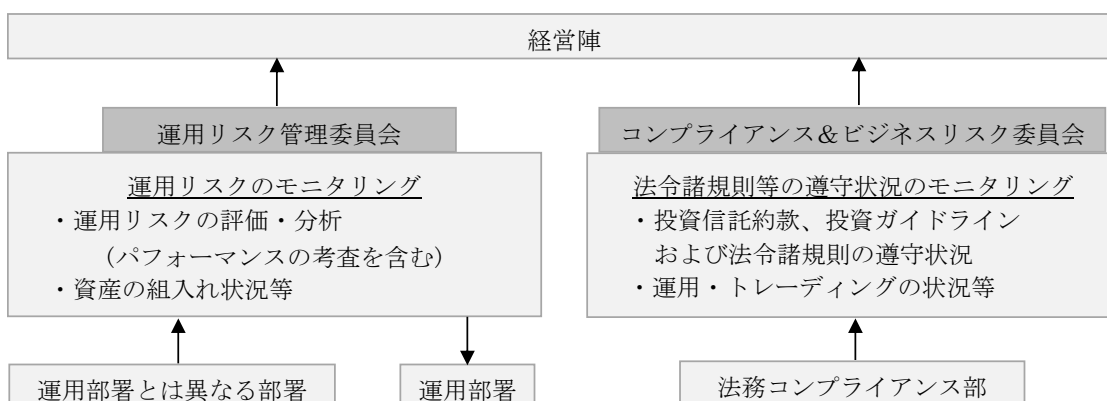 経営陣
運用リスク管理委員会
運用リスクのモニタリング
・運用リスクの評価・分析
（パフォーマンスの考査を含む）
・資産の組入れ状況等
コンプライアンス＆ビジネスリスク委員会
法令諸規則等の遵守状況のモニタリング
・投資信託約款、投資ガイドライン
および法令諸規則の遵守状況
・運用・トレーディングの状況等
運用部署とは異なる部署
運用部署
法務コンプライアンス部